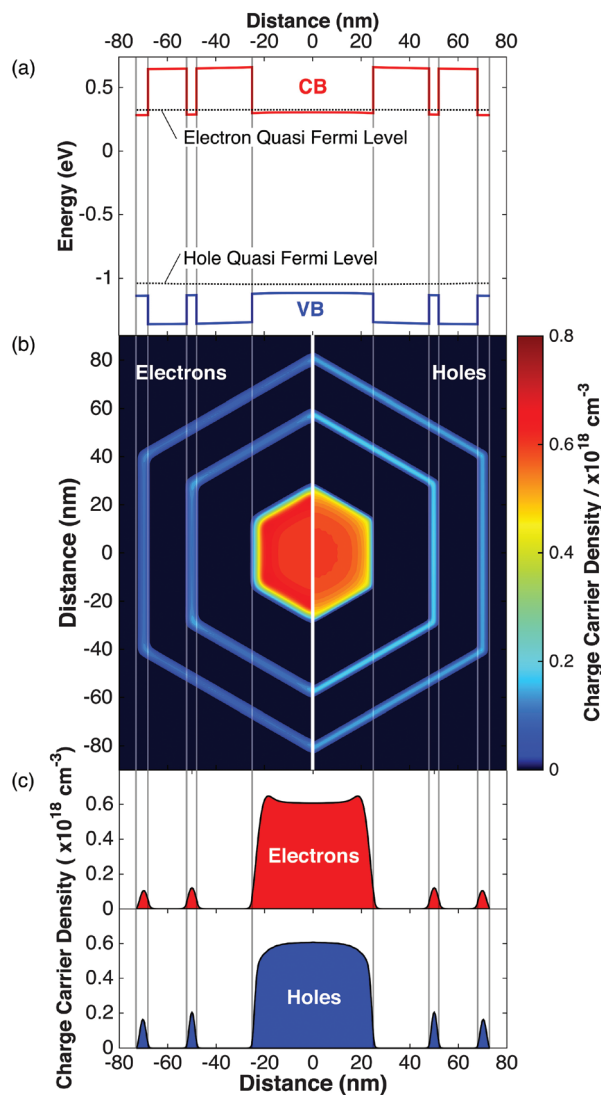 Distance (nm)
-80 -60 -40 -20 0 20 40 60 80
(a)
0.5
0
-0.5
-1
Energy (eV)
CB
Electron Quasi Fermi Level
Hole Quasi Fermi Level
VB
(b)
80
60
40
20
0
-20
-40
-60
-80
Distance (nm)
Electrons
Holes
0.8
0.6
0.4
0.2
0
Charge Carrier Density / x10^18 cm^-3
(c)
Charge Carrier Density ( x10^18 cm^-3)
0.6
0.4
0.2
0
Electrons
0.6
0.4
0.2
0
Holes
-80 -60 -40 -20 0 20 40 60 80
Distance (nm)